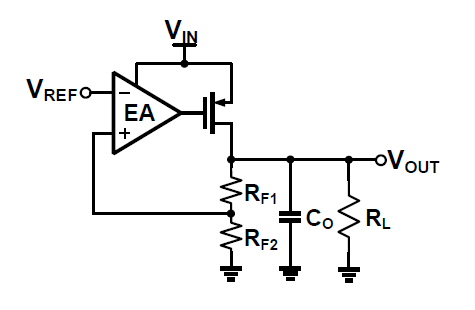 VIN
VREF
−
EA
+
VOUT
RF1
CO
RL
RF2